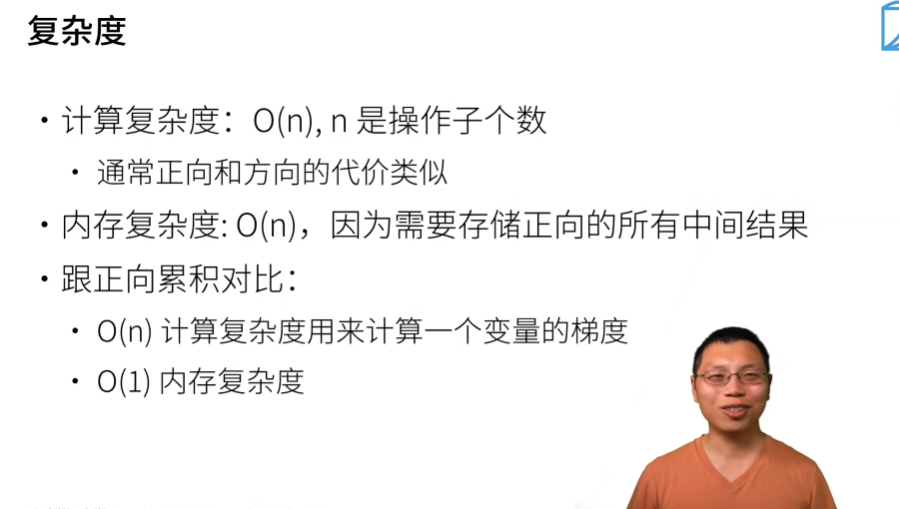 复杂度
• 计算复杂度：O(n), n 是操作子个数
• 通常正向和方向的代价类似
• 内存复杂度: O(n)，因为需要存储正向的所有中间结果
• 跟正向累积对比：
• O(n) 计算复杂度用来计算一个变量的梯度
• O(1) 内存复杂度